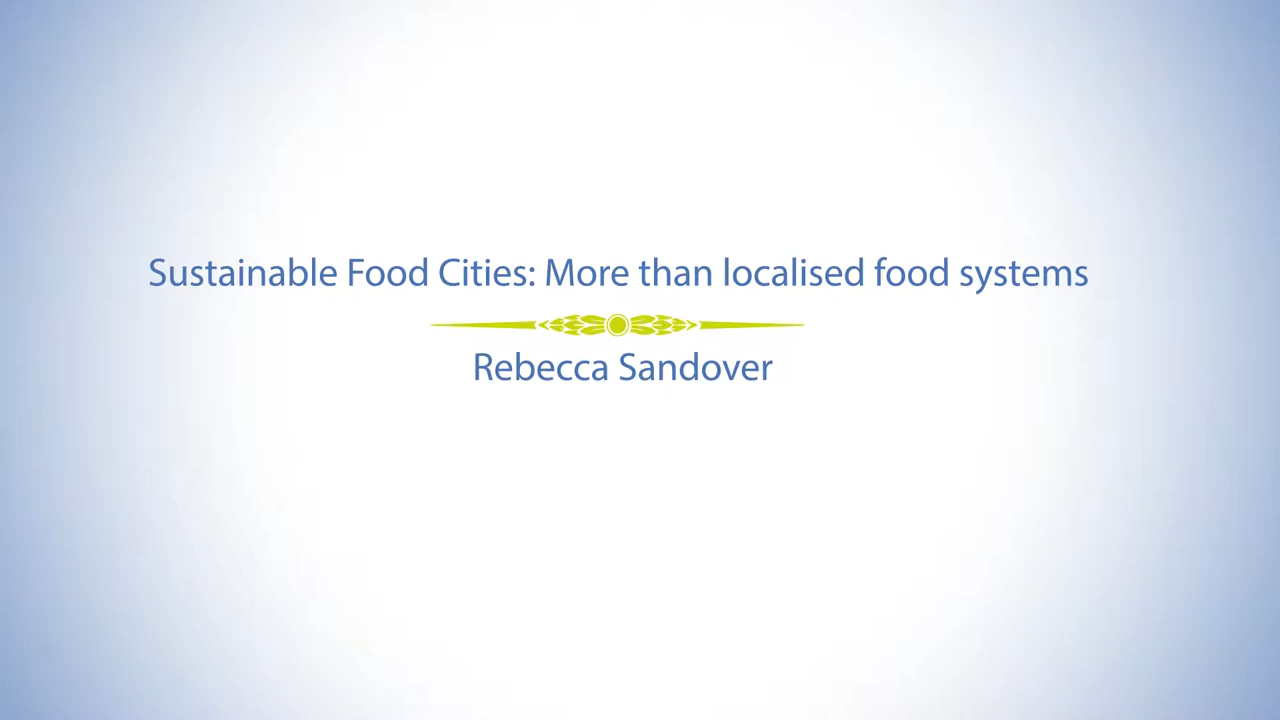 Sustainable Food Cities: More than localised food systems
Rebecca Sandover